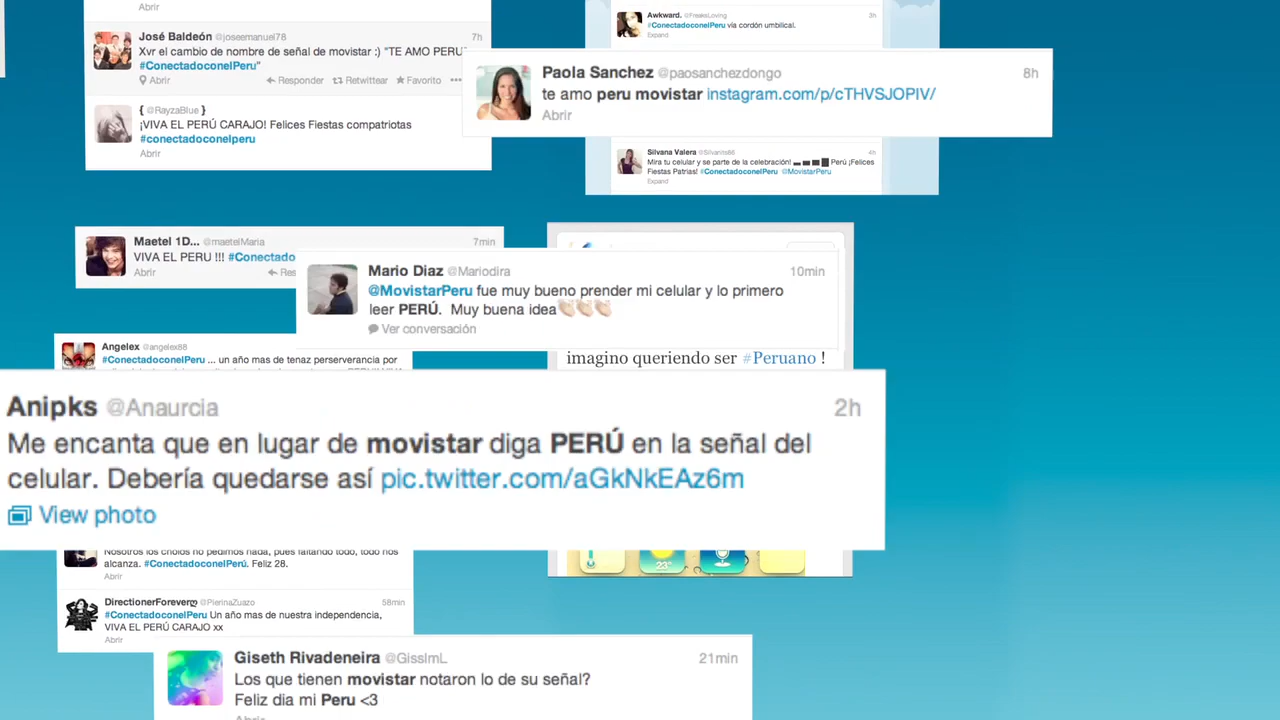 Abrir
José Baldeón @joseemanuel78 7h
Xvr el cambio de nombre de señal de movistar :) "TE AMO PERU"
#ConectadoconelPeru"
Abrir Responder Retwittear Favorito
{ @RayzaBlue }
¡VIVA EL PERÚ CARAJO! Felices Fiestas compatriotas
#conectadoconelperu
Abrir
Awkward. @FreaksLoving 3h
#ConectadoconelPeru vía cordón umbilical.
Expand
Paola Sanchez @paosanchezdongo 8h
te amo peru movistar instagram.com/p/cTHVSJOPIV/
Abrir
Silvana Valera @Silvanits86 4h
Mira tu celular y se parte de la celebración! Perú ¡Felices
Fiestas Patrias! #ConectadoconelPeru @MovistarPeru
Expand
Maetel 1D... @maetelMaria 7min
VIVA EL PERU !!! #Conectado
Abrir Res
Mario Diaz @Mariodira 10min
@MovistarPeru fue muy bueno prender mi celular y lo primero
leer PERÚ. Muy buena idea👏🏻👏🏻👏🏻
Ver conversación
Angelex @angelex88
#ConectadoconelPeru ... un año mas de tenaz perserverancia por
imagino queriendo ser #Peruano !
Anipks @Anaurcia 2h
Me encanta que en lugar de movistar diga PERÚ en la señal del
celular. Debería quedarse así pic.twitter.com/aGkNkEAz6m
View photo
Nosotros los cholos no pedimos nada, pues faltando todo, todo nos
alcanza. #ConectadoconelPerú. Feliz 28.
Abrir
23°
DirectionerForeverღ @PierinaZuazo 58min
#ConectadoconelPeru Un año mas de nuestra independencia,
VIVA EL PERÚ CARAJO xx
Abrir
Giseth Rivadeneira @GissImL 21min
Los que tienen movistar notaron lo de su señal?
Feliz dia mi Peru <3
Abrir